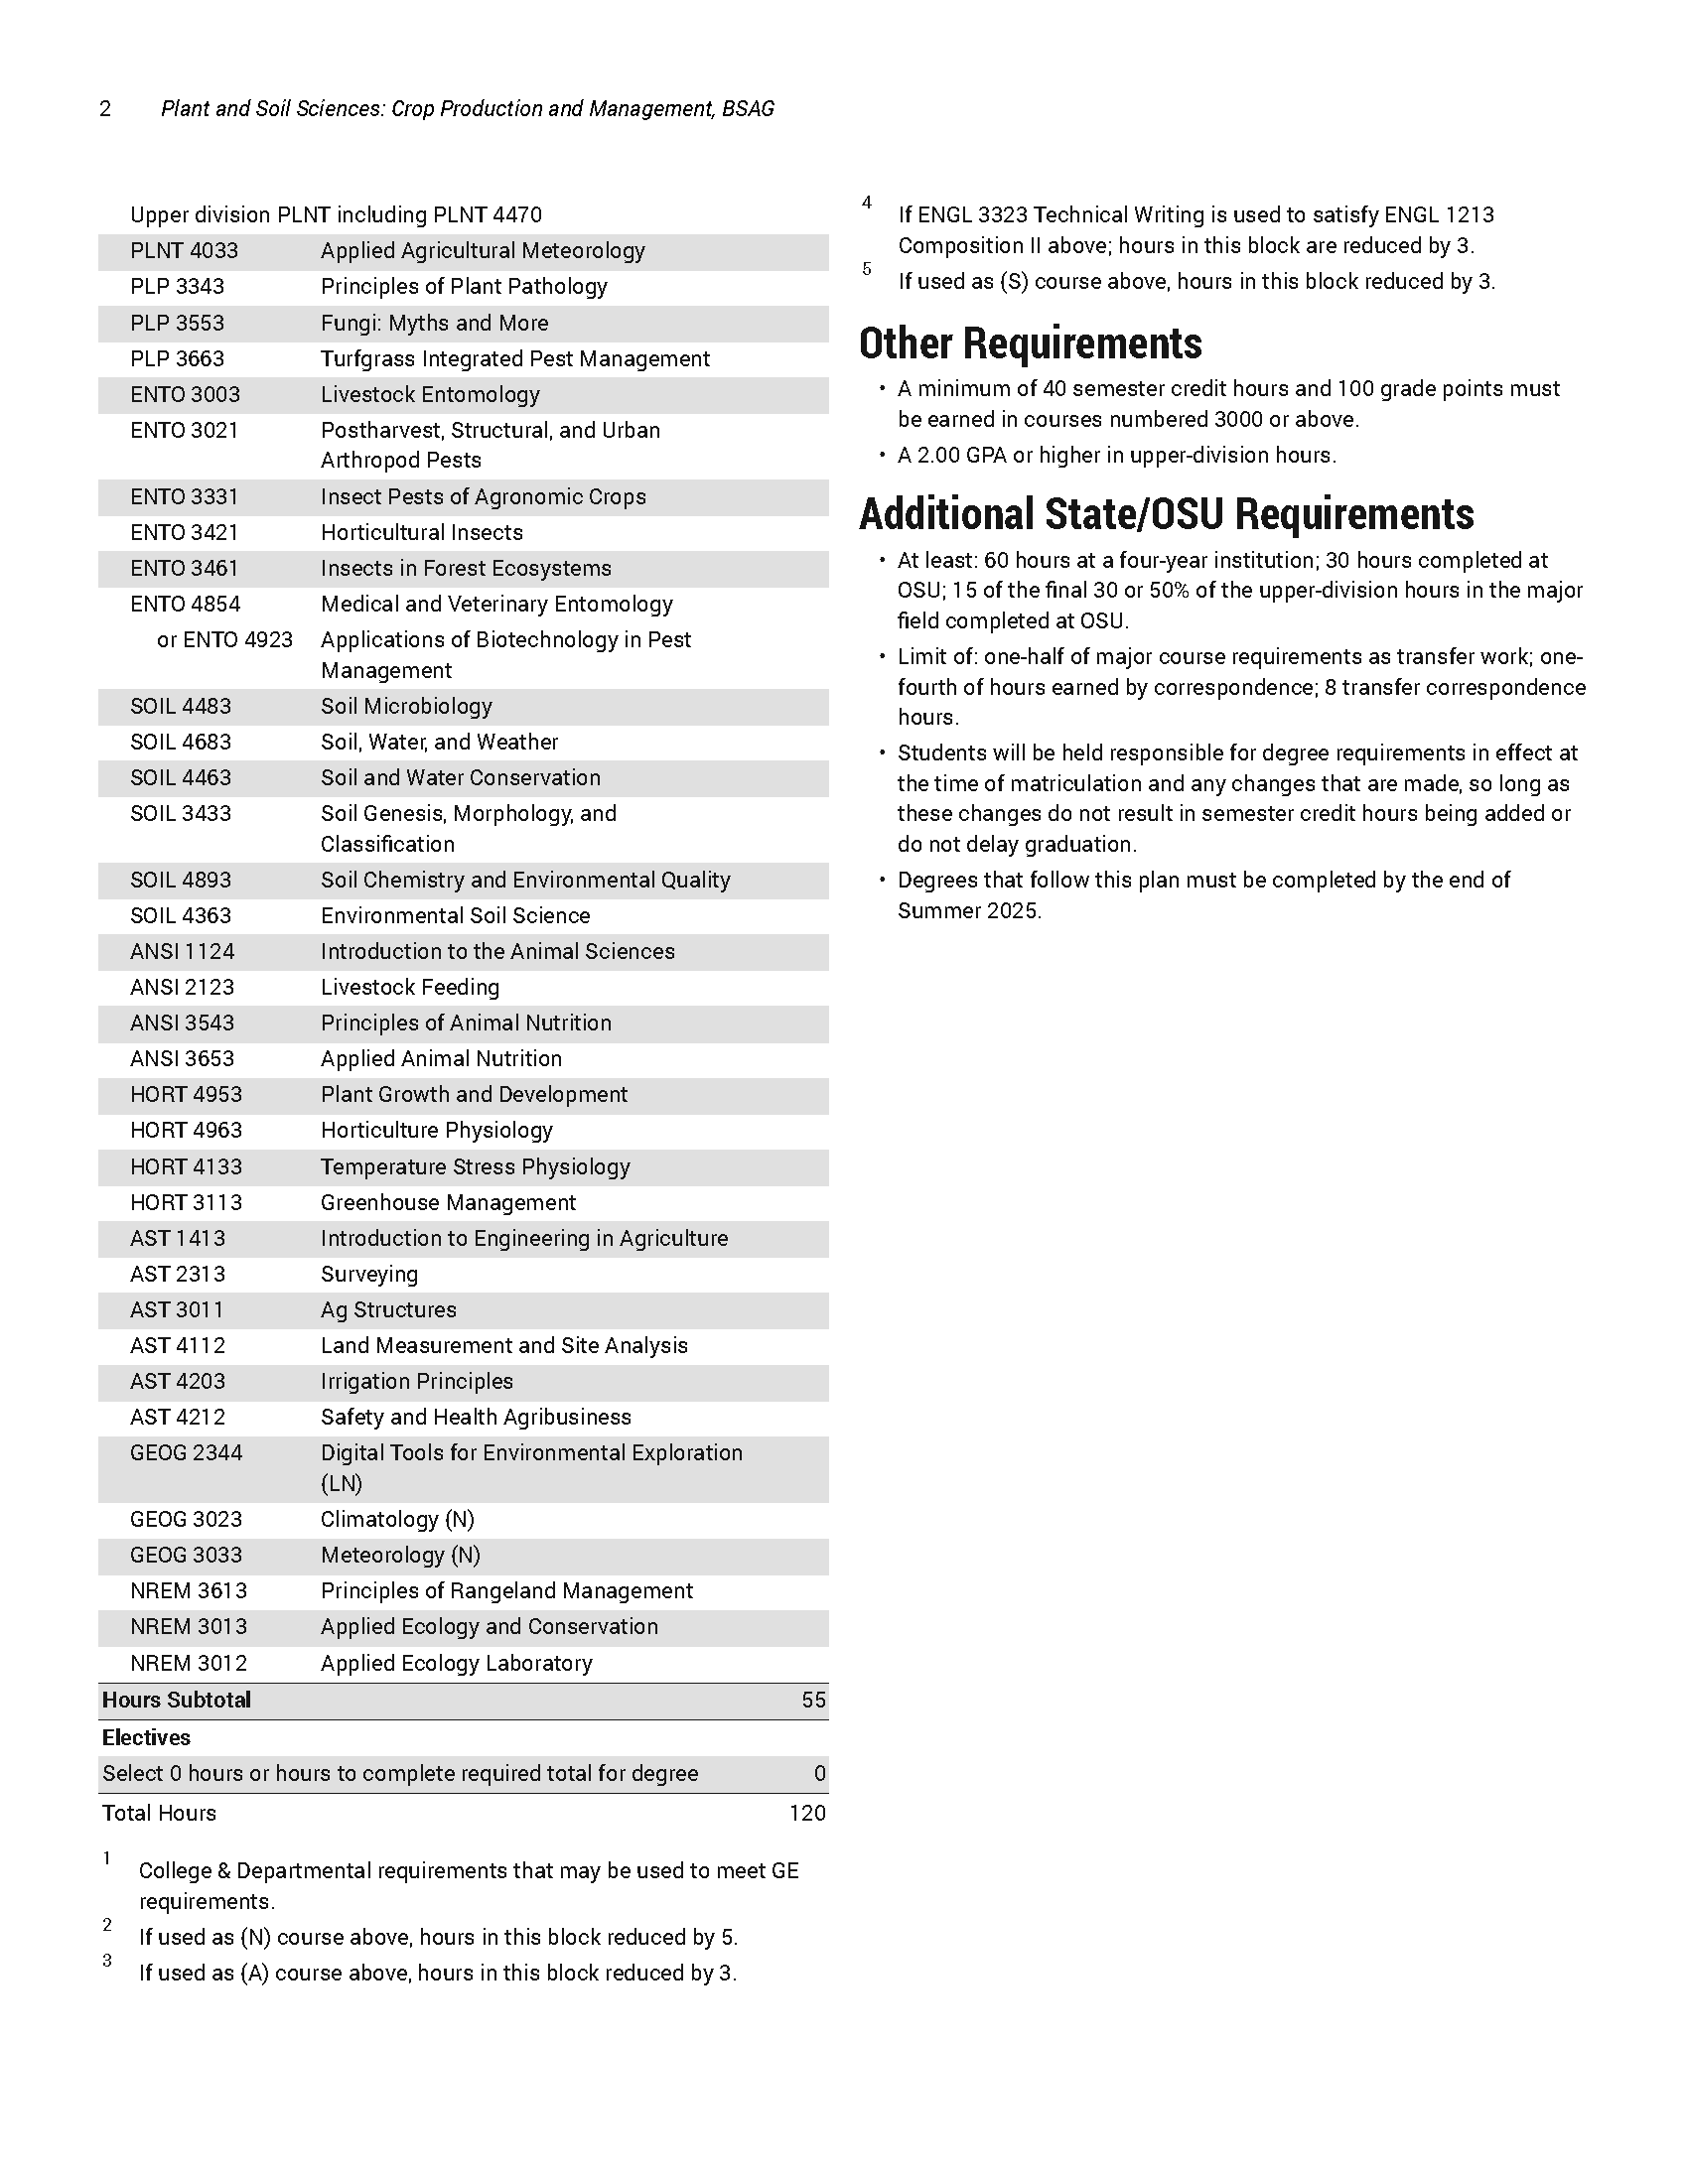 2 Plant and Soil Sciences: Crop Production and Management, BSAG
Upper division PLNT including PLNT 4470
PLNT 4033 Applied Agricultural Meteorology
PLP 3343 Principles of Plant Pathology
PLP 3553 Fungi: Myths and More
PLP 3663 Turfgrass Integrated Pest Management
ENTO 3003 Livestock Entomology
ENTO 3021 Postharvest, Structural, and Urban
Arthropod Pests
ENTO 3331 Insect Pests of Agronomic Crops
ENTO 3421 Horticultural Insects
ENTO 3461 Insects in Forest Ecosystems
ENTO 4854 Medical and Veterinary Entomology
or ENTO 4923 Applications of Biotechnology in Pest
Management
SOIL 4483 Soil Microbiology
SOIL 4683 Soil, Water, and Weather
SOIL 4463 Soil and Water Conservation
SOIL 3433 Soil Genesis, Morphology, and
Classification
SOIL 4893 Soil Chemistry and Environmental Quality
SOIL 4363 Environmental Soil Science
ANSI 1124 Introduction to the Animal Sciences
ANSI 2123 Livestock Feeding
ANSI 3543 Principles of Animal Nutrition
ANSI 3653 Applied Animal Nutrition
HORT 4953 Plant Growth and Development
HORT 4963 Horticulture Physiology
HORT 4133 Temperature Stress Physiology
HORT 3113 Greenhouse Management
AST 1413 Introduction to Engineering in Agriculture
AST 2313 Surveying
AST 3011 Ag Structures
AST 4112 Land Measurement and Site Analysis
AST 4203 Irrigation Principles
AST 4212 Safety and Health Agribusiness
GEOG 2344 Digital Tools for Environmental Exploration
(LN)
GEOG 3023 Climatology (N)
GEOG 3033 Meteorology (N)
NREM 3613 Principles of Rangeland Management
NREM 3013 Applied Ecology and Conservation
NREM 3012 Applied Ecology Laboratory
Hours Subtotal 55
Electives
Select 0 hours or hours to complete required total for degree 0
Total Hours 120
1 College & Departmental requirements that may be used to meet GE
requirements.
2 If used as (N) course above, hours in this block reduced by 5.
3 If used as (A) course above, hours in this block reduced by 3.
4 If ENGL 3323 Technical Writing is used to satisfy ENGL 1213
Composition II above; hours in this block are reduced by 3.
5 If used as (S) course above, hours in this block reduced by 3.
Other Requirements
• A minimum of 40 semester credit hours and 100 grade points must
be earned in courses numbered 3000 or above.
• A 2.00 GPA or higher in upper-division hours.
Additional State/OSU Requirements
• At least: 60 hours at a four-year institution; 30 hours completed at
OSU; 15 of the final 30 or 50% of the upper-division hours in the major
field completed at OSU.
• Limit of: one-half of major course requirements as transfer work; one-
fourth of hours earned by correspondence; 8 transfer correspondence
hours.
• Students will be held responsible for degree requirements in effect at
the time of matriculation and any changes that are made, so long as
these changes do not result in semester credit hours being added or
do not delay graduation.
• Degrees that follow this plan must be completed by the end of
Summer 2025.